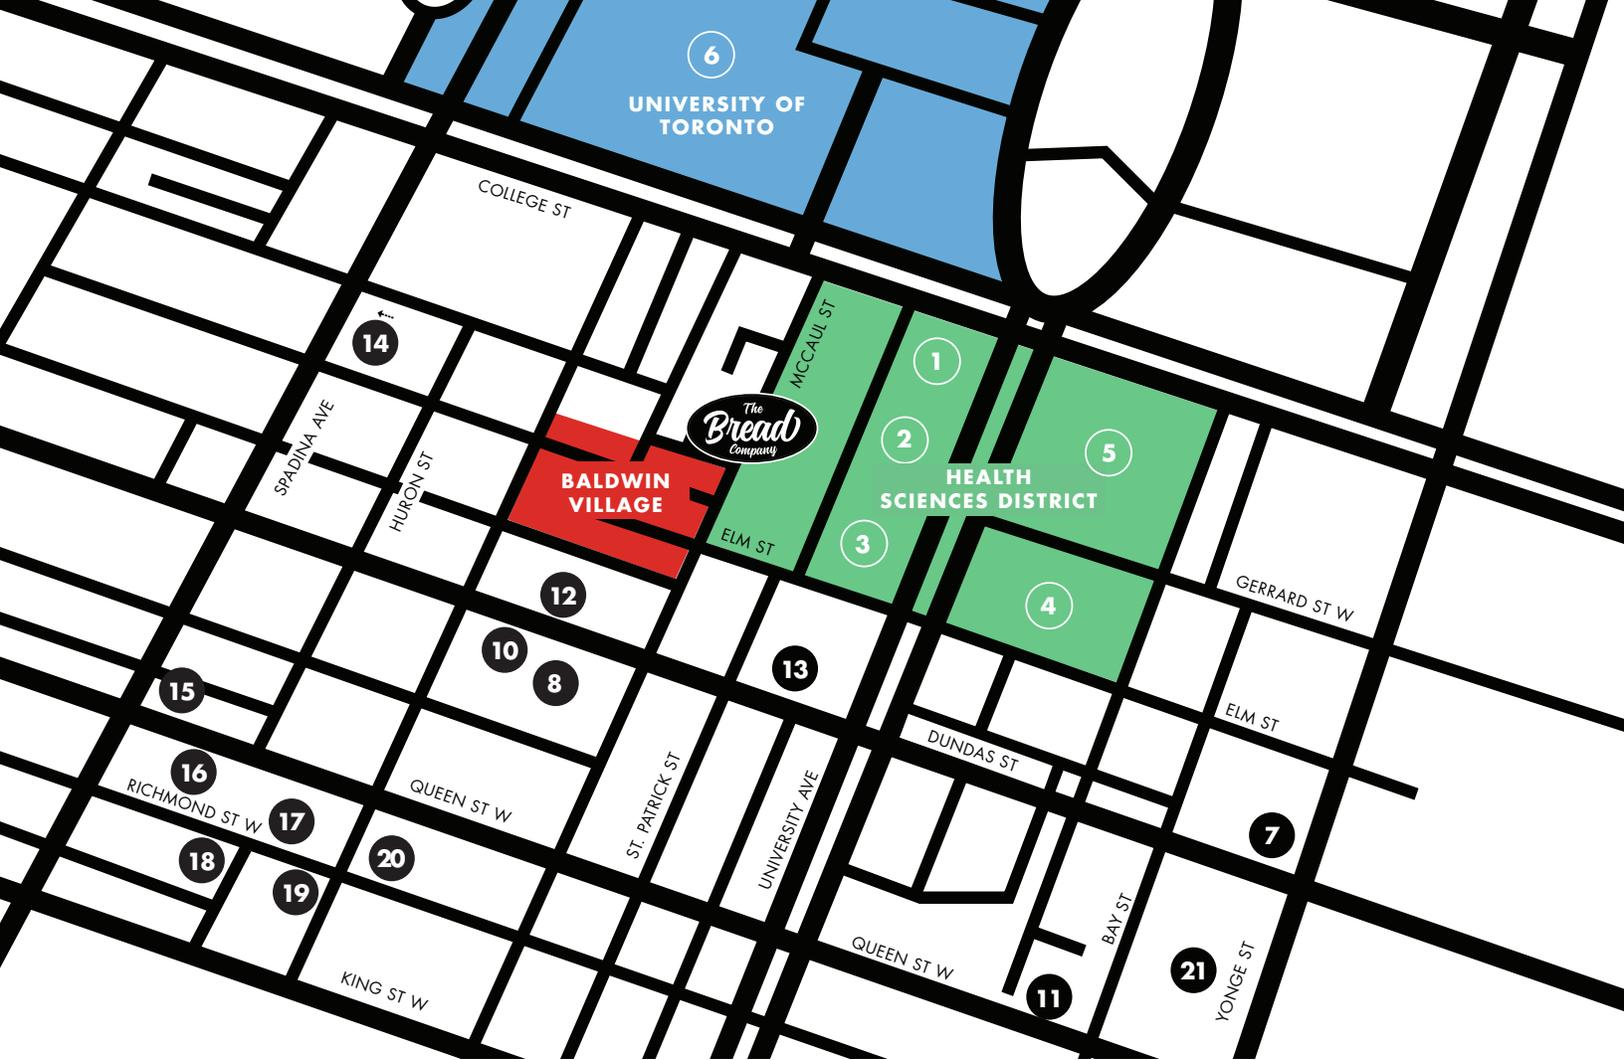 6
UNIVERSITY OF
TORONTO
COLLEGE ST
MCCAUL ST
14
1
2
3
5
4
The
Bread
Company
HEALTH
SCIENCES DISTRICT
BALDWIN
VILLAGE
SPADINA AVE
HURON ST
ELM ST
GERRARD ST W
12
10
8
13
15
ELM ST
DUNDAS ST
16
RICHMOND ST W
17
QUEEN ST W
ST. PATRICK ST
UNIVERSITY AVE
7
18
19
20
BAY ST
QUEEN ST W
KING ST W
11
21
YONGE ST